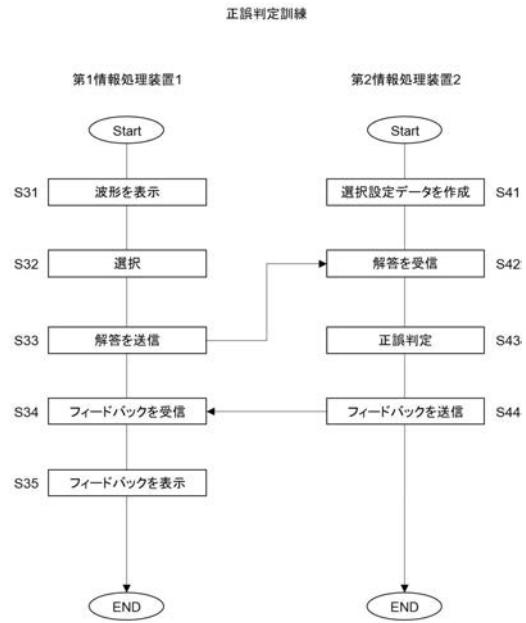 正誤判定訓練
第1情報処理装置1
第2情報処理装置2
Start
Start
S31
波形を表示
選択設定データを作成
S41
S32
選択
解答を受信
S42
S33
解答を送信
正誤判定
S43
S34
フィードバックを受信
フィードバックを送信
S44
S35
フィードバックを表示
END
END